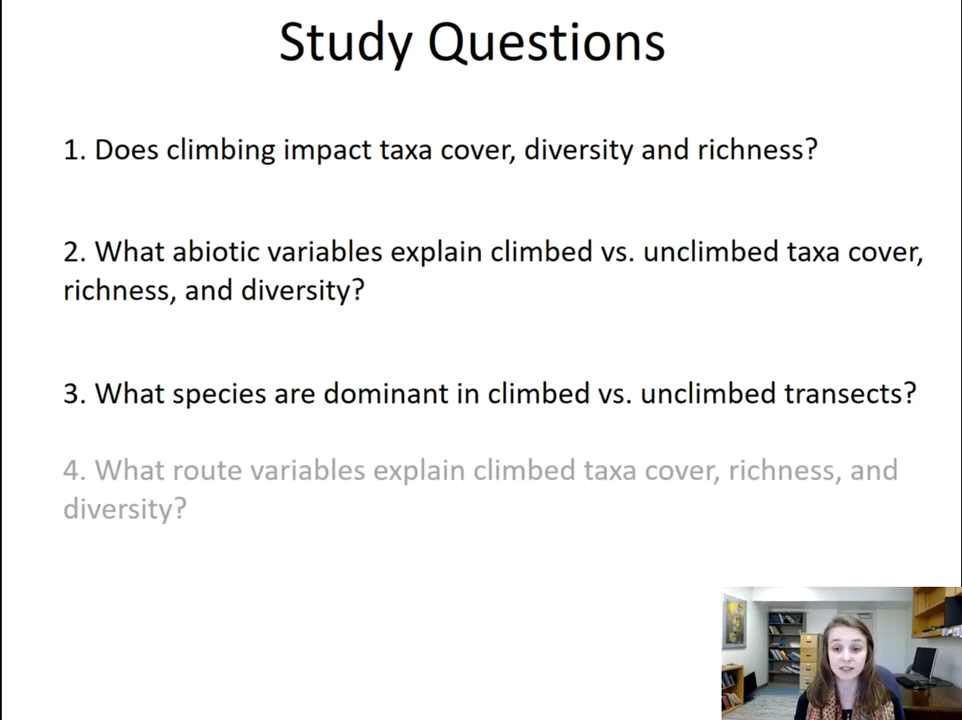 Study Questions
1. Does climbing impact taxa cover, diversity and richness?
2. What abiotic variables explain climbed vs. unclimbed taxa cover,
richness, and diversity?
3. What species are dominant in climbed vs. unclimbed transects?
4. What route variables explain climbed taxa cover, richness, and
diversity?